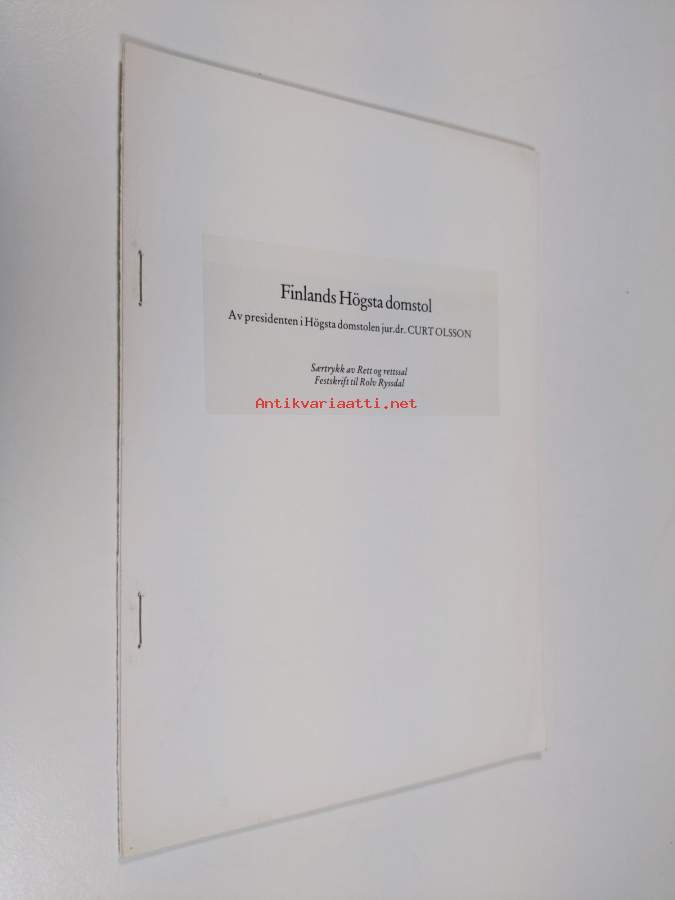 Finlands Högsta domstol
Av presidenten i Högsta domstolen jur.dr. CURT OLSSON
Særtrykk av Rett og rettssal
Festskrift til Rolv Ryssdal
Antikvariaatti.net